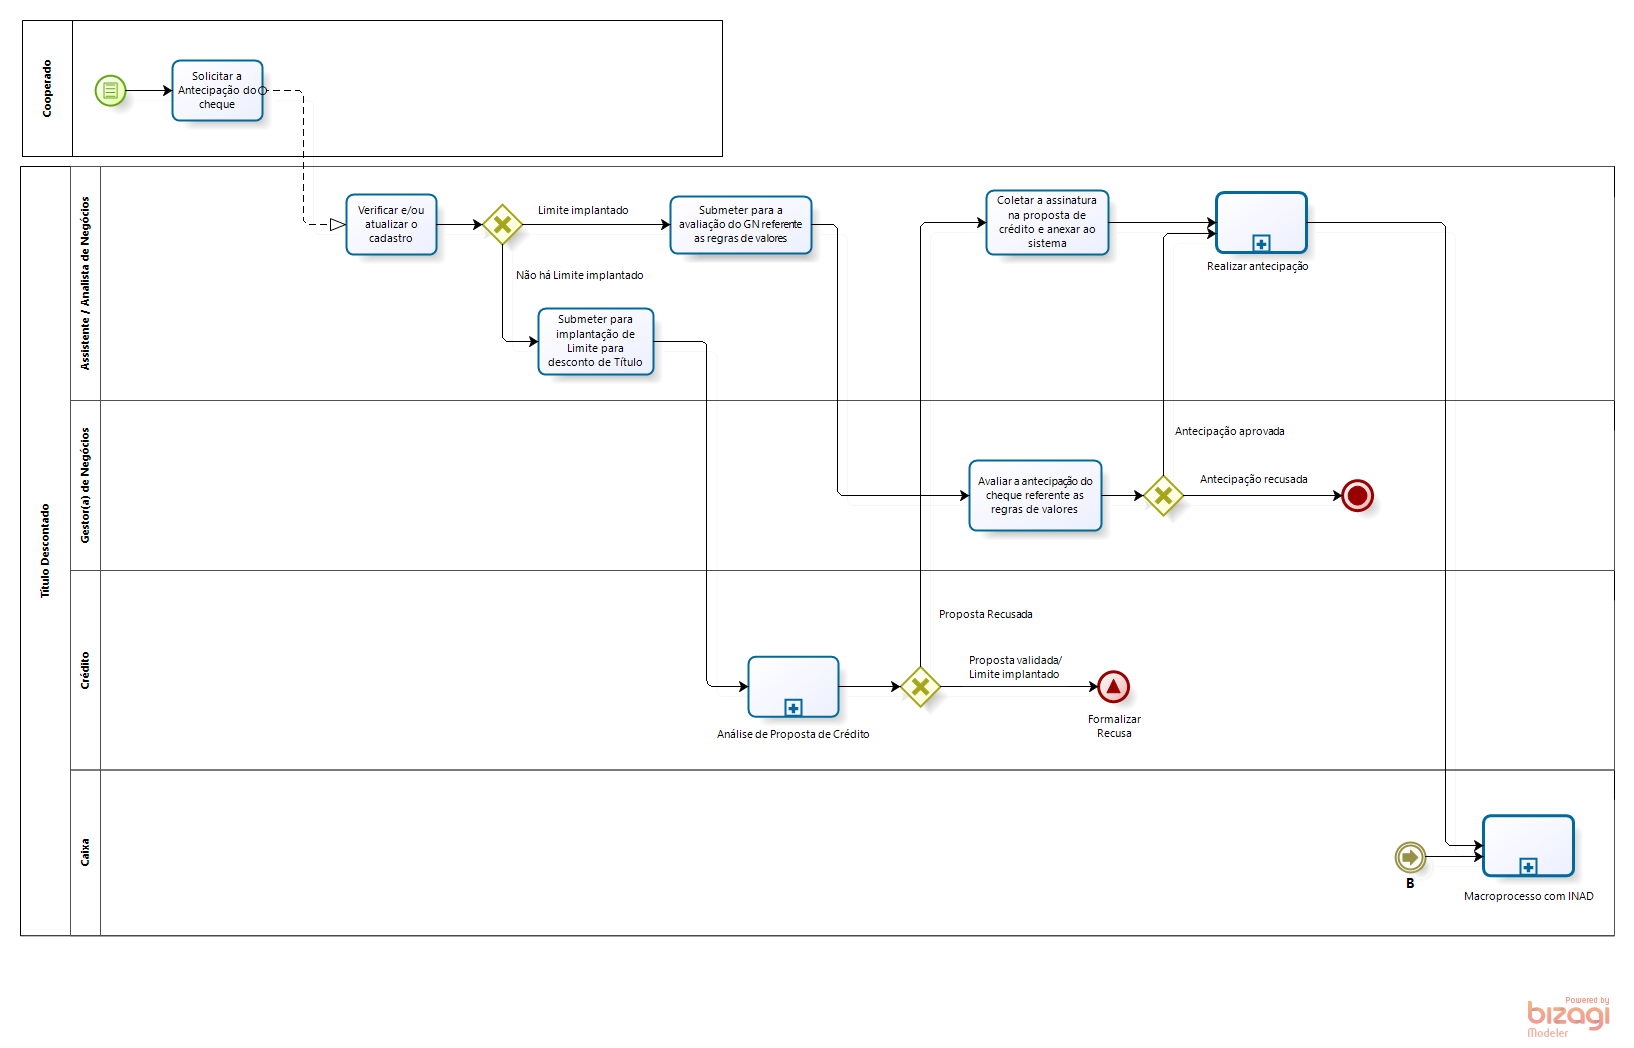 Cooperado
Solicitar a
Antecipação do
cheque
Título Descontado
Assistente / Analista de Negócios
Verificar e/ou
atualizar o
cadastro
Limite implantado
Não há Limite implantado
Submeter para a
avaliação do GN referente
as regras de valores
Submeter para
implantação de
Limite para
desconto de Título
Coletar a assinatura
na proposta de
crédito e anexar ao
sistema
Realizar antecipação
Gestor(a) de Negócios
Avaliar a antecipação do
cheque referente as
regras de valores
Antecipação aprovada
Antecipação recusada
Crédito
Análise de Proposta de Crédito
Proposta Recusada
Proposta validada/
Limite implantado
Formalizar
Recusa
Caixa
B
Macroprocesso com INAD
Powered by
bizagi
Modeler